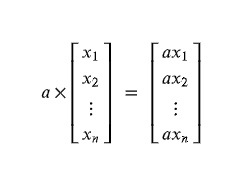 a × [x₁ x₂ ⋮ xₙ] = [ax₁ ax₂ ⋮ axₙ]